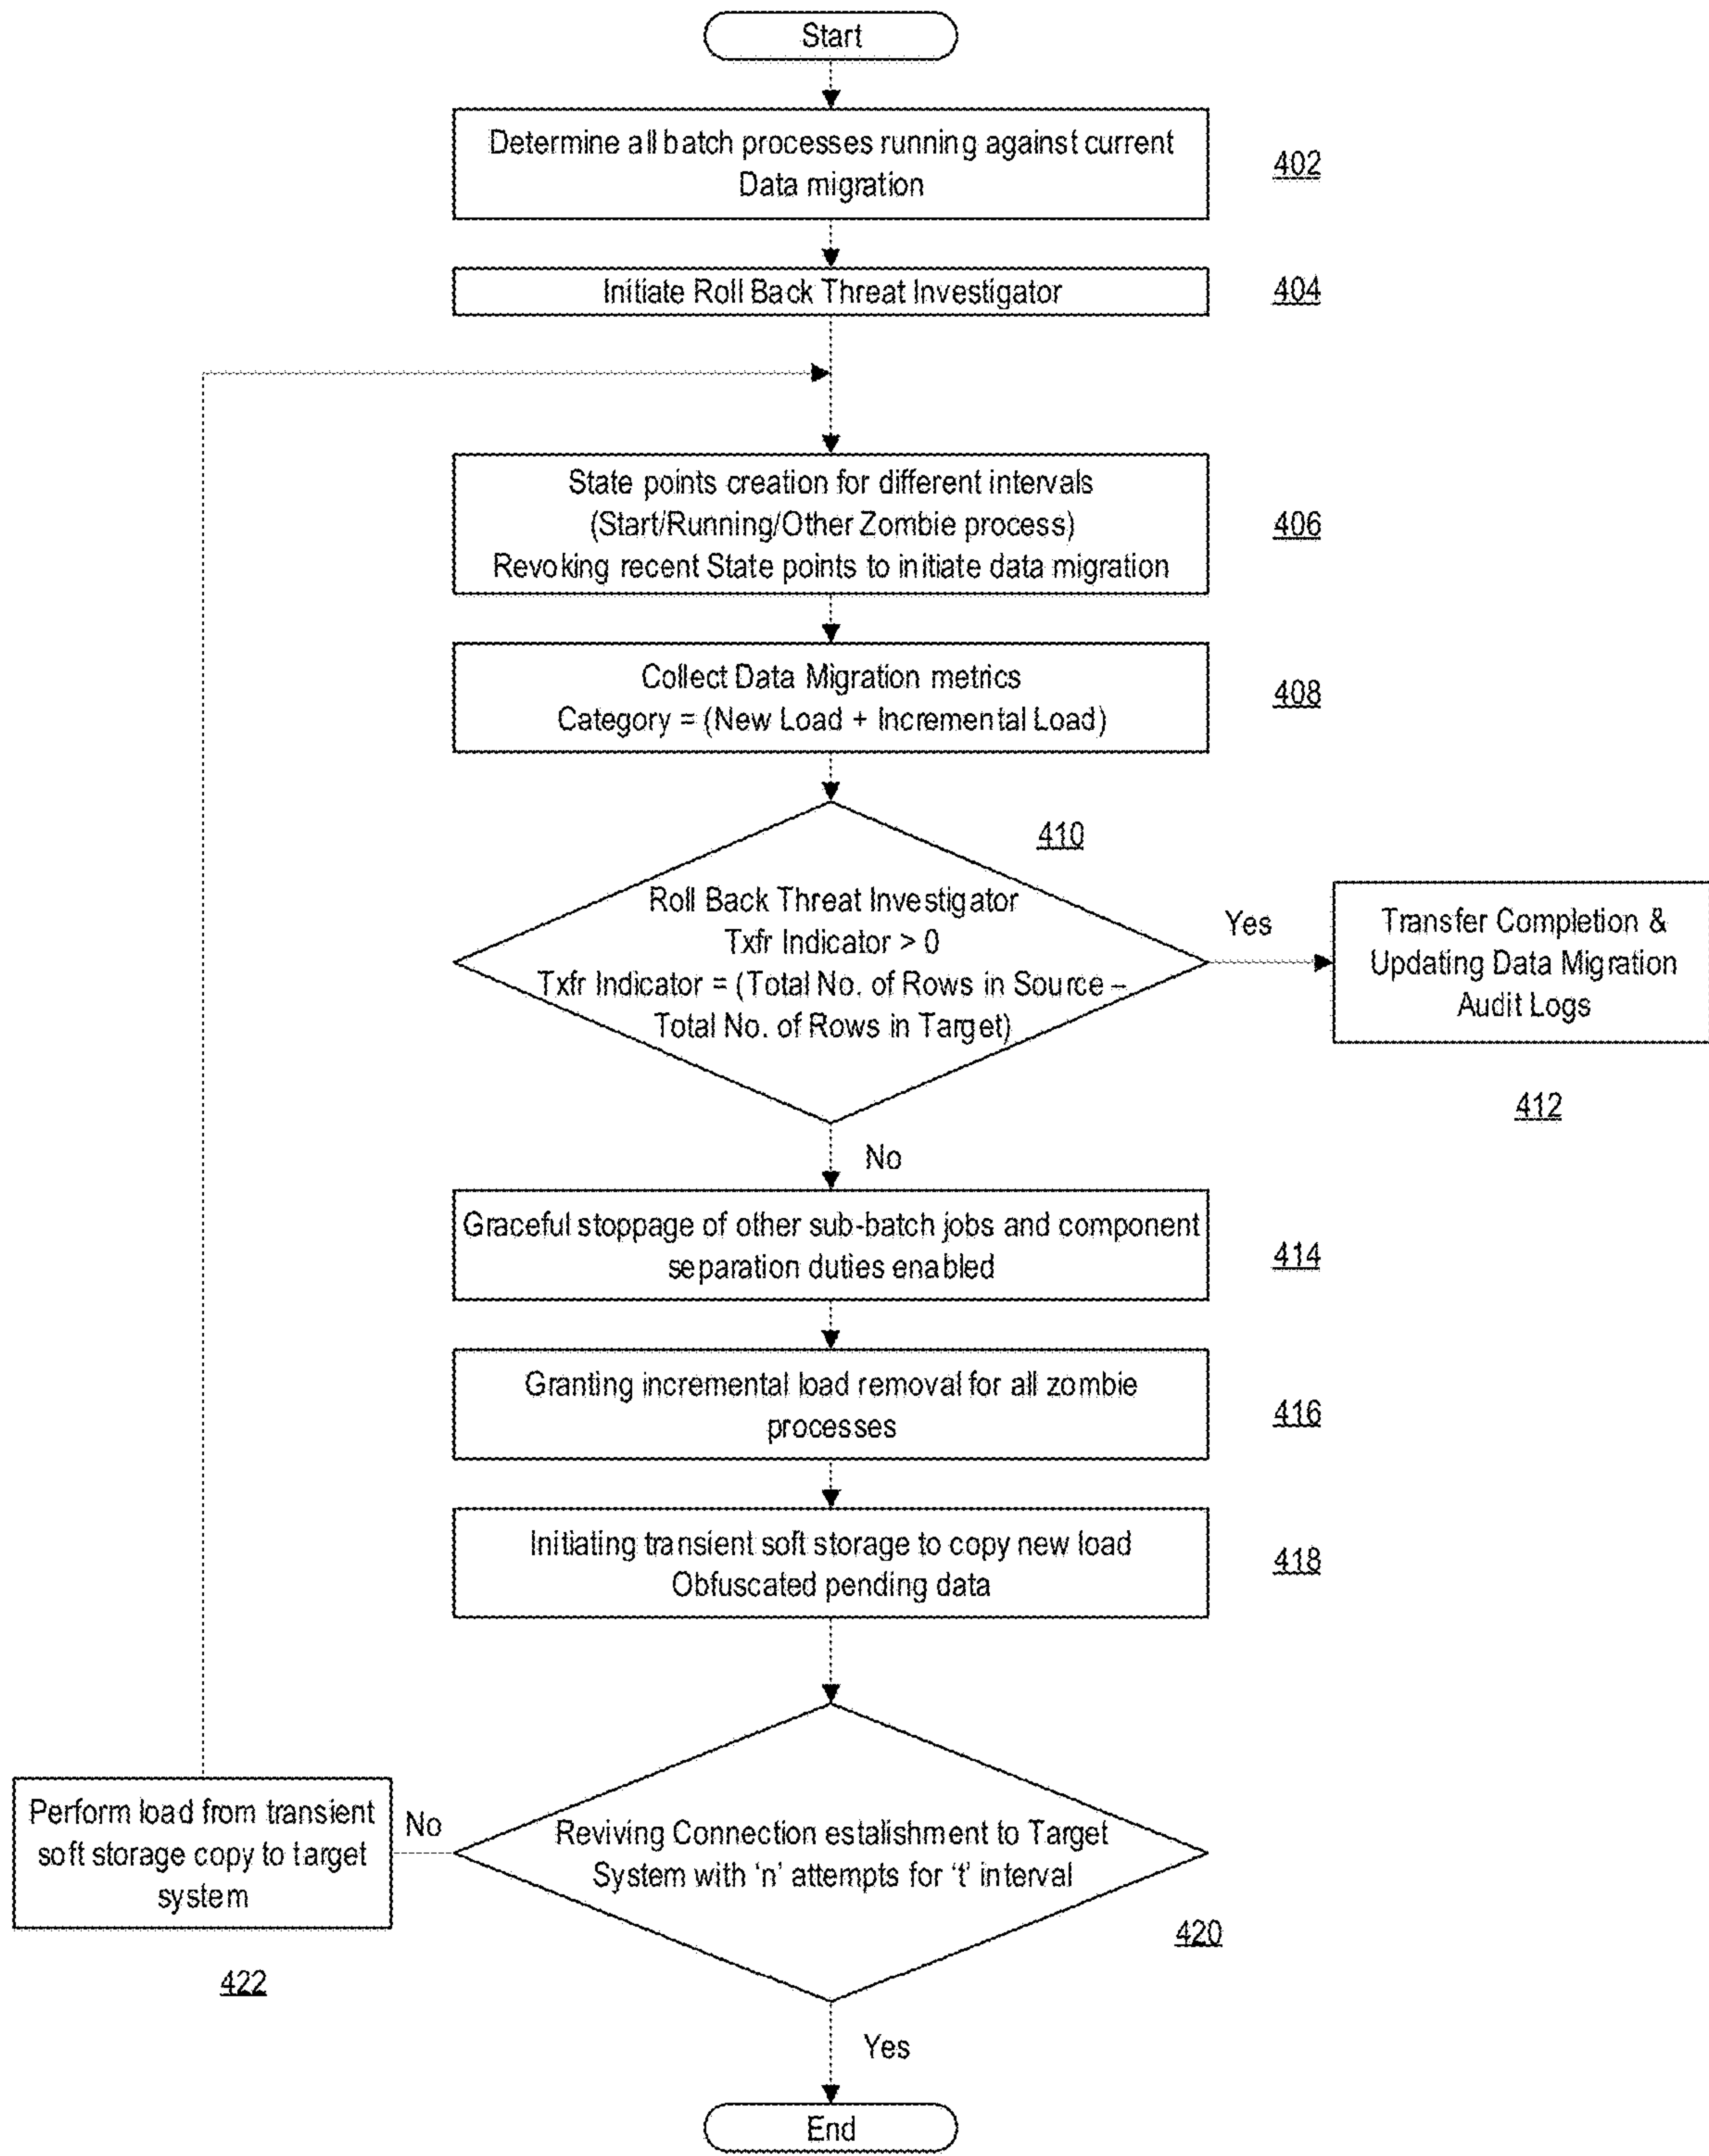 Start
Determine all batch processes running against current
Data migration
402
Initiate Roll Back Threat Investigator
404
State points creation for different intervals
(Start/Running/Other Zombie process)
Revoking recent State points to initiate data migration
406
Collect Data Migration metrics
Category = (New Load + Incremental Load)
408
410
Roll Back Threat Investigator
Txfr Indicator > 0
Txfr Indicator = (Total No. of Rows in Source –
Total No. of Rows in Target)
Yes
Transfer Completion &
Updating Data Migration
Audit Logs
412
No
Graceful stoppage of other sub-batch jobs and component
separation duties enabled
414
Granting incremental load removal for all zombie
processes
416
Initiating transient soft storage to copy new load
Obfuscated pending data
418
Perform load from transient
soft storage copy to target
system
422
No
Reviving Connection estalishment to Target
System with ‘n’ attempts for ‘t’ interval
420
Yes
End